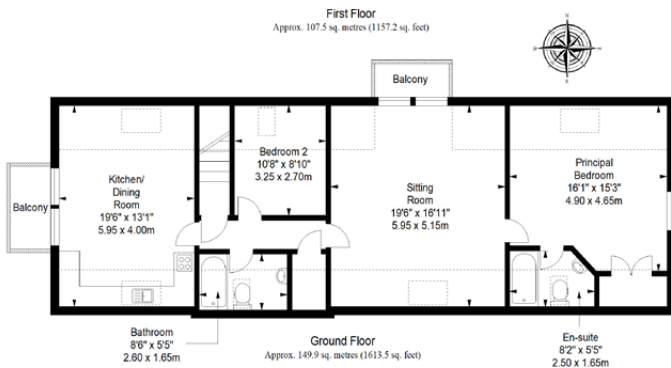 First Floor
Approx. 107.5 sq. metres (1157.2 sq. feet)
N
Balcony
Kitchen/
Dining
Room
19'6" x 13'1"
5.95 x 4.00m
Balcony
Bedroom 2
10'8" x 8'10"
3.25 x 2.70m
Sitting
Room
19'6" x 16'11"
5.95 x 5.15m
Principal
Bedroom
16'1" x 15'3"
4.90 x 4.65m
Bathroom
8'6" x 5'5"
2.60 x 1.65m
En-suite
8'2" x 5'5"
2.50 x 1.65m
Ground Floor
Approx. 149.9 sq. metres (1613.5 sq. feet)